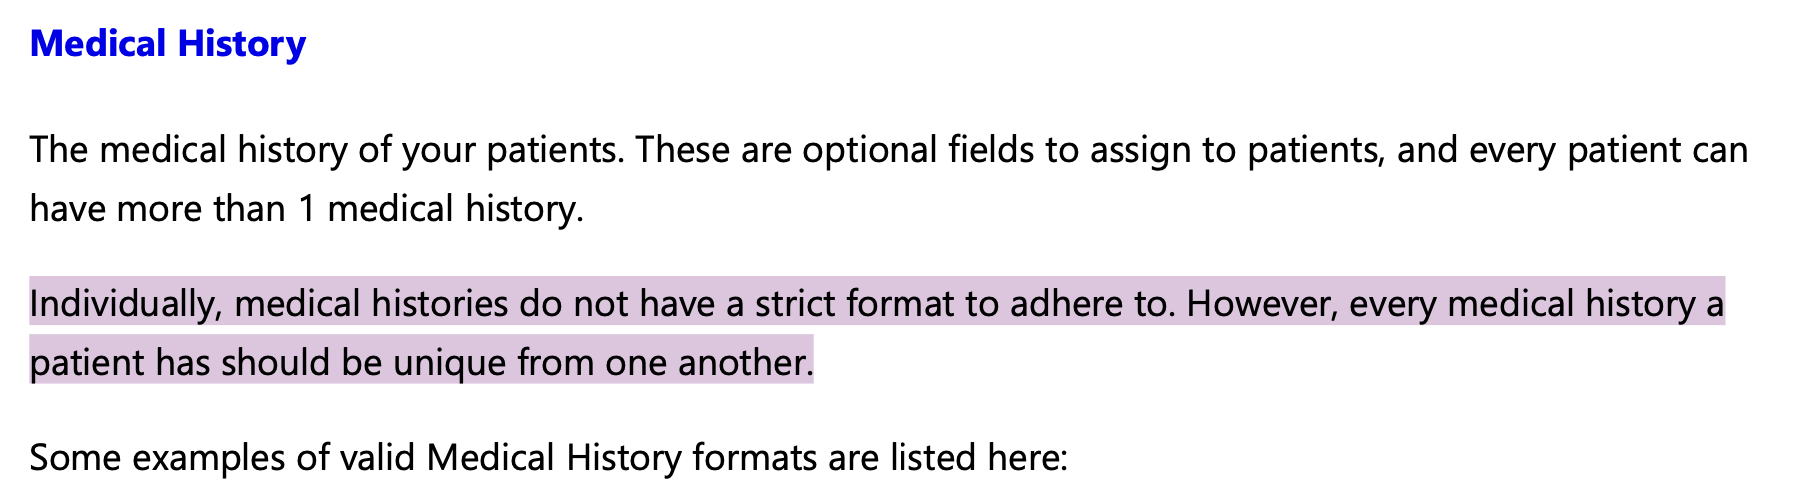 Medical History
The medical history of your patients. These are optional fields to assign to patients, and every patient can
have more than 1 medical history.
Individually, medical histories do not have a strict format to adhere to. However, every medical history a
patient has should be unique from one another.
Some examples of valid Medical History formats are listed here: